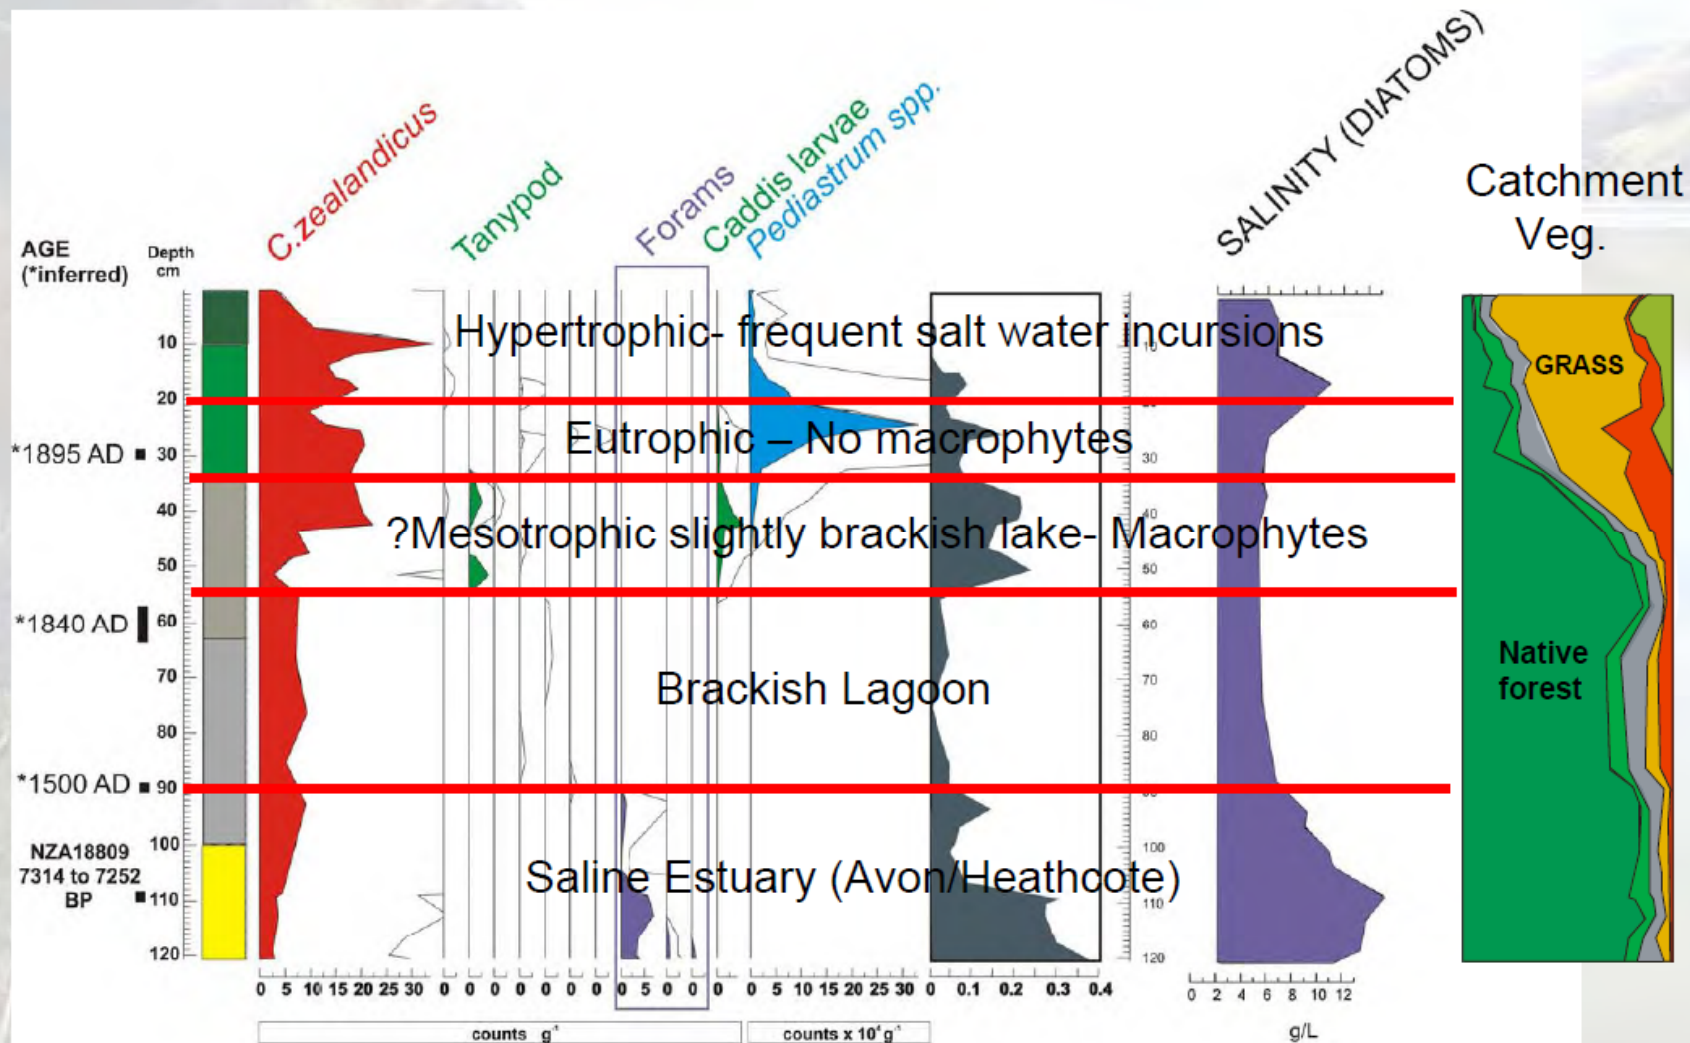 C.zealandicus
Tanypod
Forams
Caddis larvae
Pediastrum spp.
SALINITY (DIATOMS)
Catchment
Veg.
AGE
(*inferred)
Depth
cm
Hypertrophic- frequent salt water incursions
10
10
GRASS
20
20
Eutrophic – No macrophytes
*1895 AD
30
30
40
40
?Mesotrophic slightly brackish lake- Macrophytes
50
50
*1840 AD
60
60
Native
forest
70
70
Brackish Lagoon
80
80
*1500 AD
90
90
NZA18809
7314 to 7252
BP
100
100
Saline Estuary (Avon/Heathcote)
110
110
120
120
0 5 10 15 20 25 30 0 0 0 0 0 0 0 0 5 0 0 0 0 5 10 15 20 25 30 0 0.1 0.2 0.3 0.4
0 2 4 6 8 10 12
counts g⁻¹
counts x 10⁴ g⁻¹
g/L